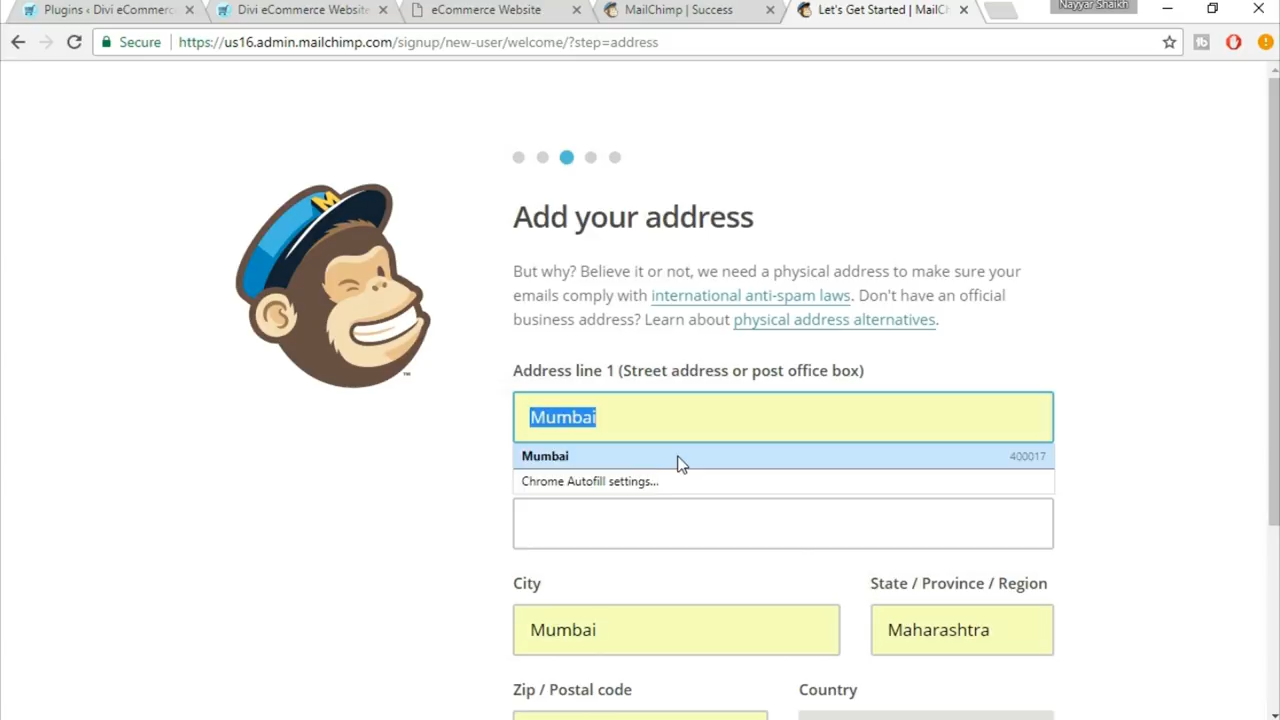 Plugins ‹ Divi eCommerc
Divi eCommerce Website
eCommerce Website
MailChimp | Success
Let's Get Started | MailC
Nayyar Shaikh
Secure
https://us16.admin.mailchimp.com/signup/new-user/welcome/?step=address
Add your address
But why? Believe it or not, we need a physical address to make sure your
emails comply with international anti-spam laws. Don't have an official
business address? Learn about physical address alternatives.
Address line 1 (Street address or post office box)
Mumbai
Mumbai 400017
Chrome Autofill settings...
City
State / Province / Region
Mumbai
Maharashtra
Zip / Postal code
Country